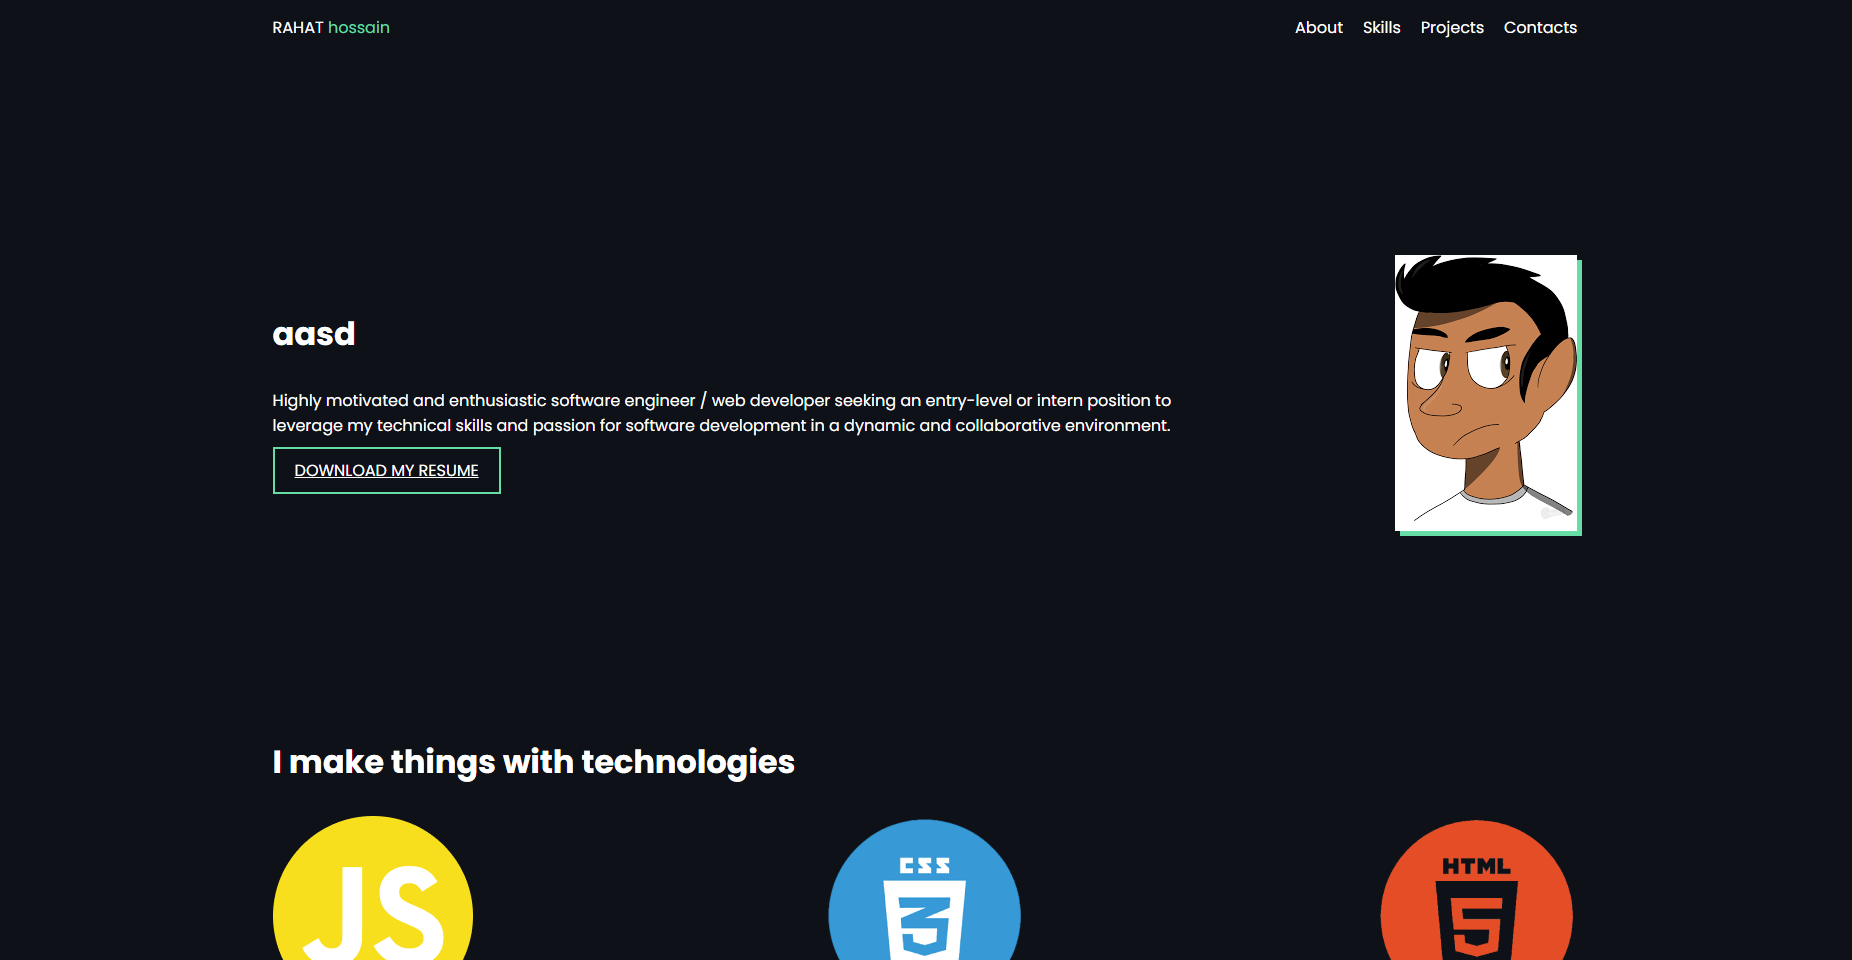 RAHAT hossain
About Skills Projects Contacts
aasd
Highly motivated and enthusiastic software engineer / web developer seeking an entry-level or intern position to
leverage my technical skills and passion for software development in a dynamic and collaborative environment.
DOWNLOAD MY RESUME
I make things with technologies
JS
CSS
3
HTML
5